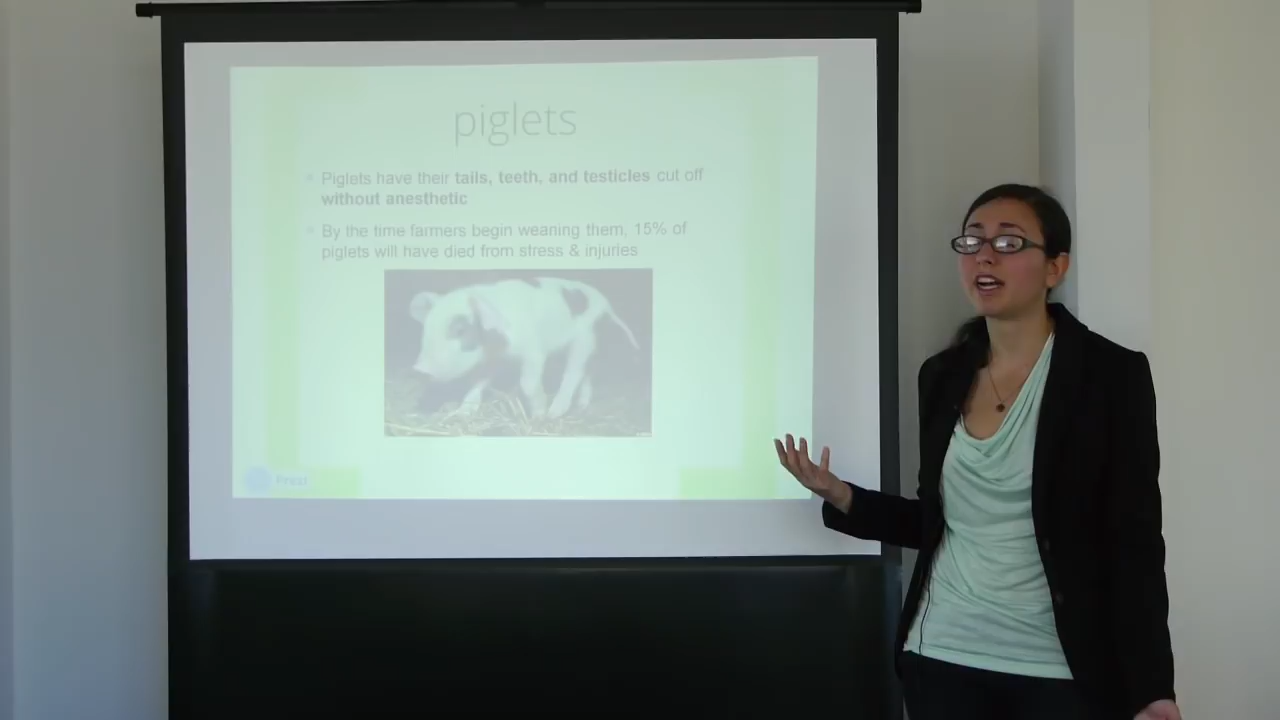 piglets
Piglets have their tails, teeth, and testicles cut off
without anesthetic
By the time farmers begin weaning them, 15% of
piglets will have died from stress & injuries